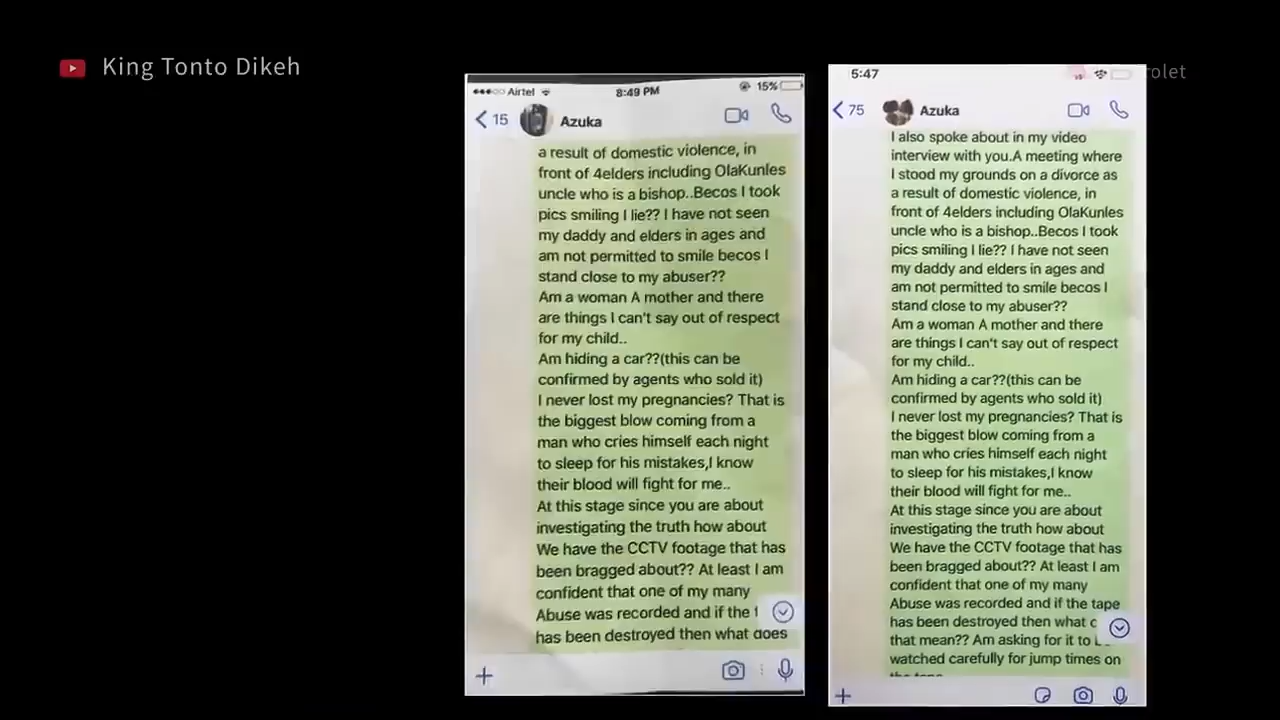 King Tonto Dikeh
rolet
Airtel
8:49 PM
15%
15
Azuka
a result of domestic violence, in
front of 4elders including OlaKunles
uncle who is a bishop..Becos I took
pics smiling I lie?? I have not seen
my daddy and elders in ages and
am not permitted to smile becos I
stand close to my abuser??
Am a woman A mother and there
are things I can't say out of respect
for my child..
Am hiding a car??(this can be
confirmed by agents who sold it)
I never lost my pregnancies? That is
the biggest blow coming from a
man who cries himself each night
to sleep for his mistakes,I know
their blood will fight for me..
At this stage since you are about
investigating the truth how about
We have the CCTV footage that has
been bragged about?? At least I am
confident that one of my many
Abuse was recorded and if the
has been destroyed then what does
5:47
75
Azuka
I also spoke about in my video
interview with you.A meeting where
I stood my grounds on a divorce as
a result of domestic violence, in
front of 4elders including OlaKunles
uncle who is a bishop..Becos I took
pics smiling I lie?? I have not seen
my daddy and elders in ages and
am not permitted to smile becos I
stand close to my abuser??
Am a woman A mother and there
are things I can't say out of respect
for my child..
Am hiding a car??(this can be
confirmed by agents who sold it)
I never lost my pregnancies? That is
the biggest blow coming from a
man who cries himself each night
to sleep for his mistakes,I know
their blood will fight for me..
At this stage since you are about
investigating the truth how about
We have the CCTV footage that has
been bragged about?? At least I am
confident that one of my many
Abuse was recorded and if the tape
has been destroyed then what
that mean?? Am asking for it to
watched carefully for jump times on